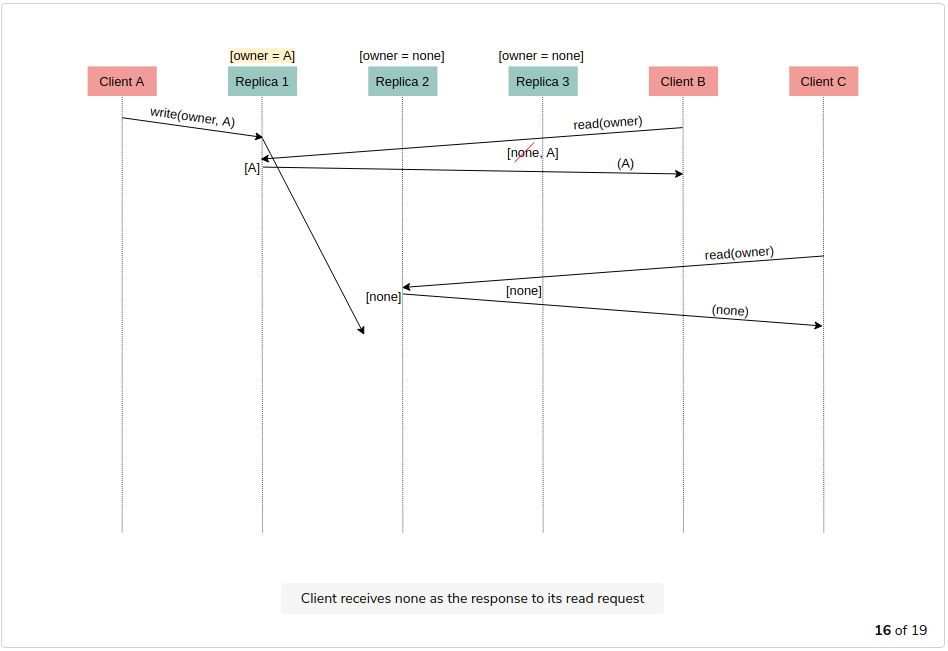 [owner = A] [owner = none] [owner = none]
Client A Replica 1 Replica 2 Replica 3 Client B Client C
write(owner, A)
read(owner)
[none, A]
(A)
[A]
read(owner)
[none]
[none]
(none)
Client receives none as the response to its read request
16 of 19